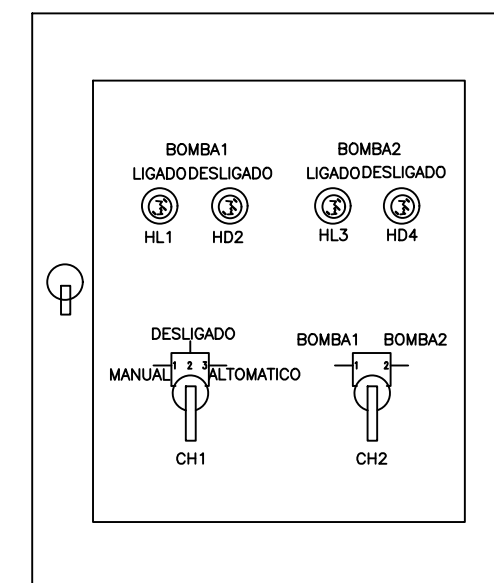 BOMBA1 BOMBA2
LIGADO DESLIGADO LIGADO DESLIGADO
HL1 HD2 HL3 HD4
DESLIGADO
BOMBA1 BOMBA2
1 2 3 1 2
MANUAL ALTOMATICO
CH1 CH2